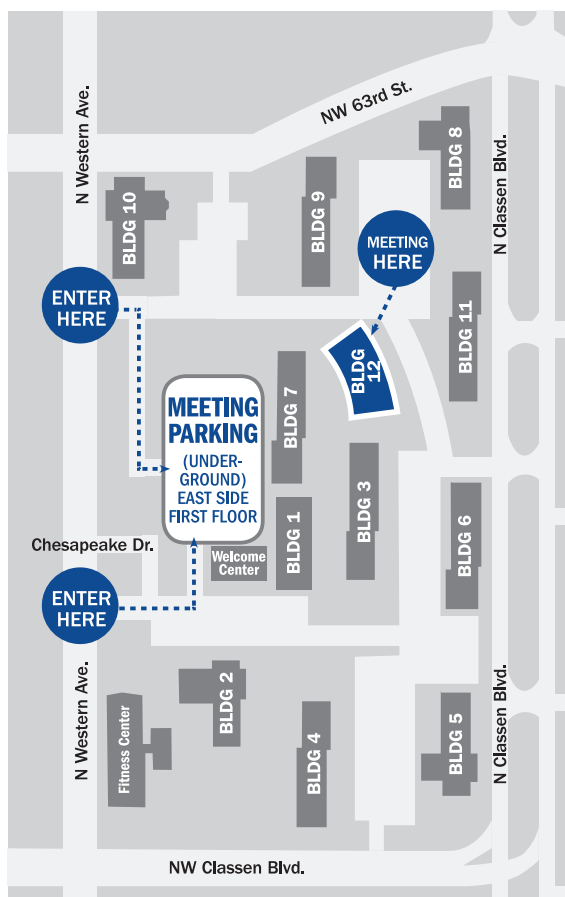 NW 63rd St.
N Western Ave.
N Classen Blvd.
BLDG 8
BLDG 9
BLDG 10
MEETING
HERE
ENTER
HERE
BLDG 11
BLDG
12
BLDG 7
MEETING
PARKING
(UNDER-
GROUND)
EAST SIDE
FIRST FLOOR
BLDG 3
BLDG 1
BLDG 6
Chesapeake Dr.
Welcome
Center
ENTER
HERE
N Western Ave.
BLDG 2
Fitness Center
BLDG 4
BLDG 5
N Classen Blvd.
NW Classen Blvd.